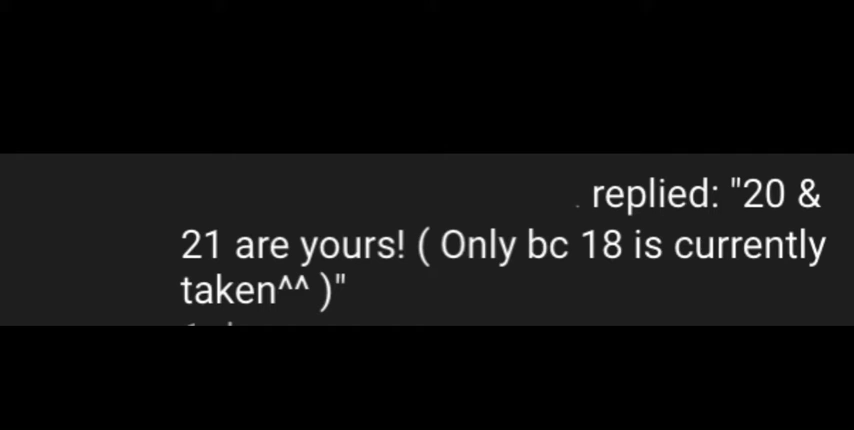 replied: "20 &
21 are yours! ( Only bc 18 is currently
taken^^ )"